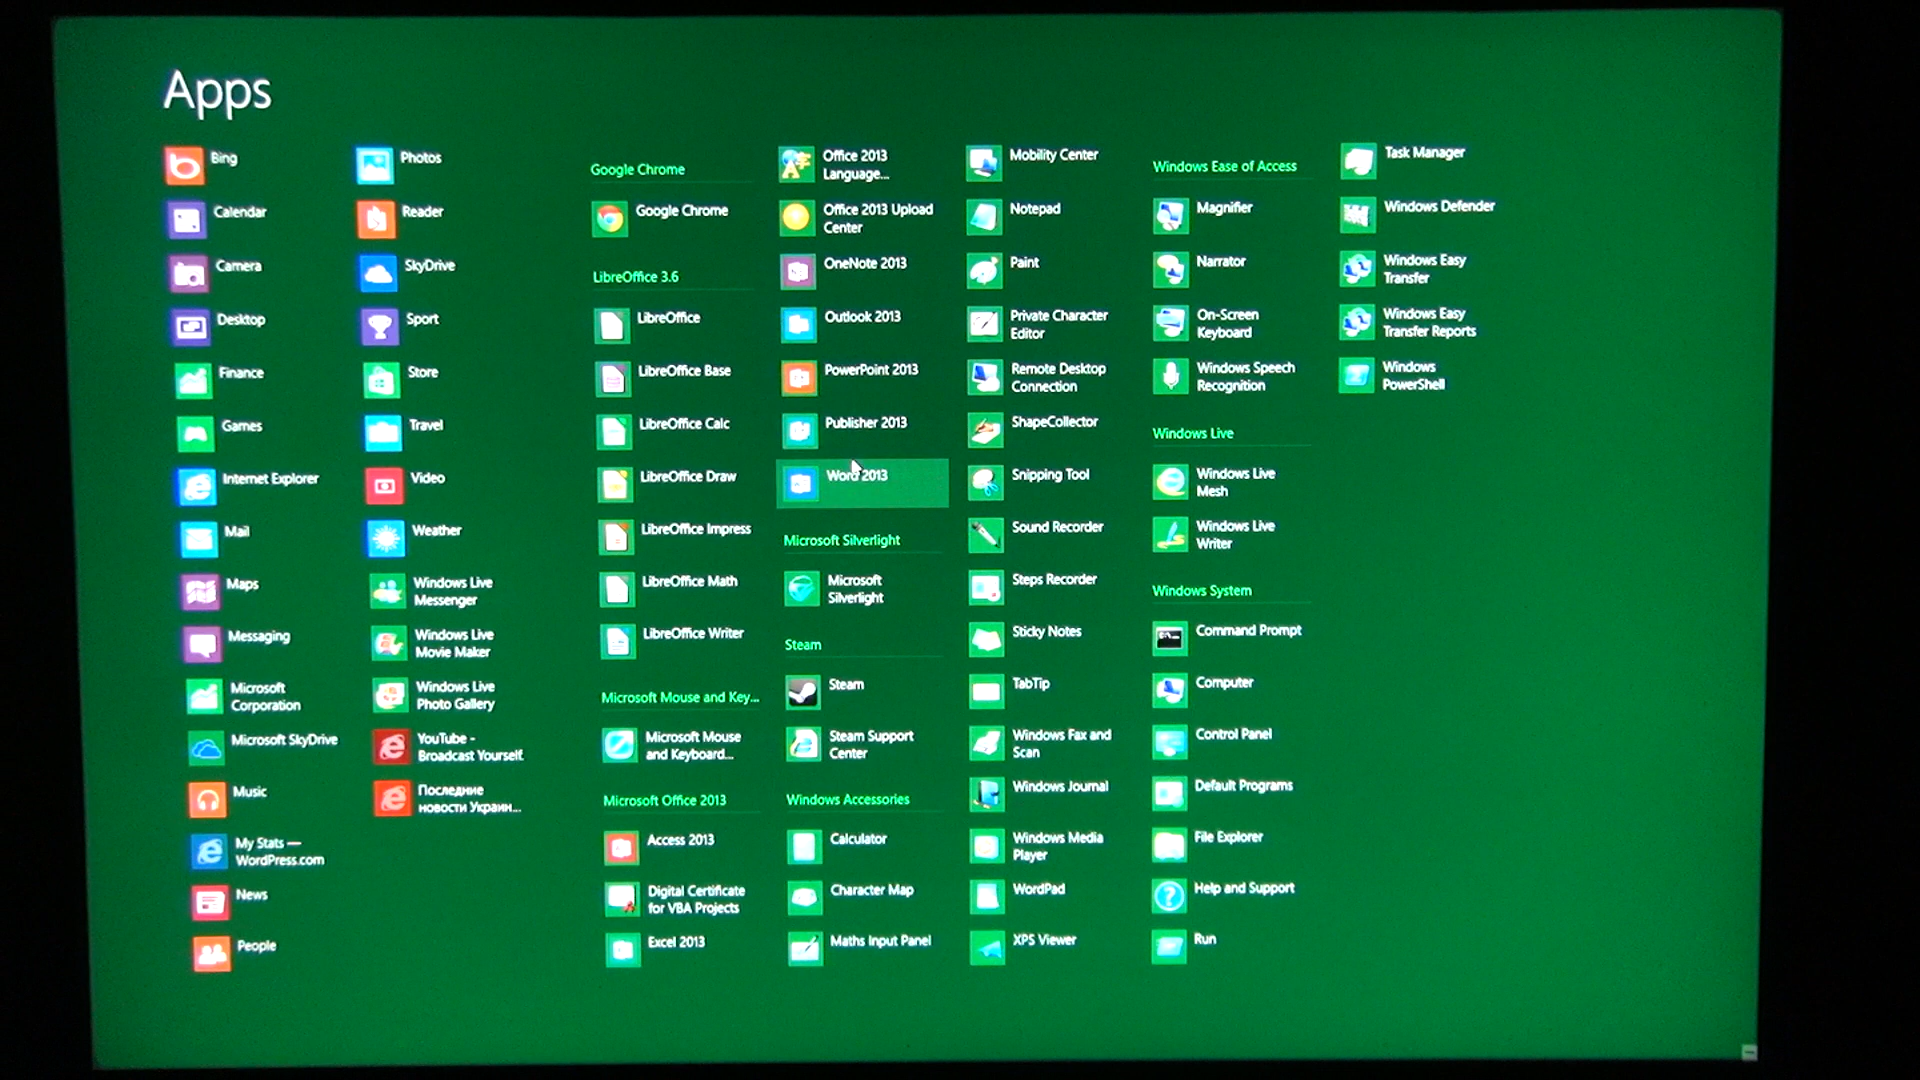 Apps
Bing
Calendar
Camera
Desktop
Finance
Games
Internet Explorer
Mail
Maps
Messaging
Microsoft
Corporation
Microsoft SkyDrive
Music
My Stats —
WordPress.com
News
People
Photos
Reader
SkyDrive
Sport
Store
Travel
Video
Weather
Windows Live
Messenger
Windows Live
Movie Maker
Windows Live
Photo Gallery
YouTube -
Broadcast Yourself
Последние
новости Украин...
Google Chrome
Google Chrome
LibreOffice 3.6
LibreOffice
LibreOffice Base
LibreOffice Calc
LibreOffice Draw
LibreOffice Impress
LibreOffice Math
LibreOffice Writer
Microsoft Mouse and Key...
Microsoft Mouse
and Keyboard...
Microsoft Office 2013
Access 2013
Digital Certificate
for VBA Projects
Excel 2013
Office 2013
Language...
Office 2013 Upload
Center
OneNote 2013
Outlook 2013
PowerPoint 2013
Publisher 2013
Word 2013
Microsoft Silverlight
Microsoft
Silverlight
Steam
Steam
Steam Support
Center
Windows Accessories
Calculator
Character Map
Maths Input Panel
Mobility Center
Notepad
Paint
Private Character
Editor
Remote Desktop
Connection
ShapeCollector
Snipping Tool
Sound Recorder
Steps Recorder
Sticky Notes
TabTip
Windows Fax and
Scan
Windows Journal
Windows Media
Player
WordPad
XPS Viewer
Windows Ease of Access
Magnifier
Narrator
On-Screen
Keyboard
Windows Speech
Recognition
Windows Live
Windows Live
Mesh
Windows Live
Writer
Windows System
Command Prompt
Computer
Control Panel
Default Programs
File Explorer
Help and Support
Run
Task Manager
Windows Defender
Windows Easy
Transfer
Windows Easy
Transfer Reports
Windows
PowerShell